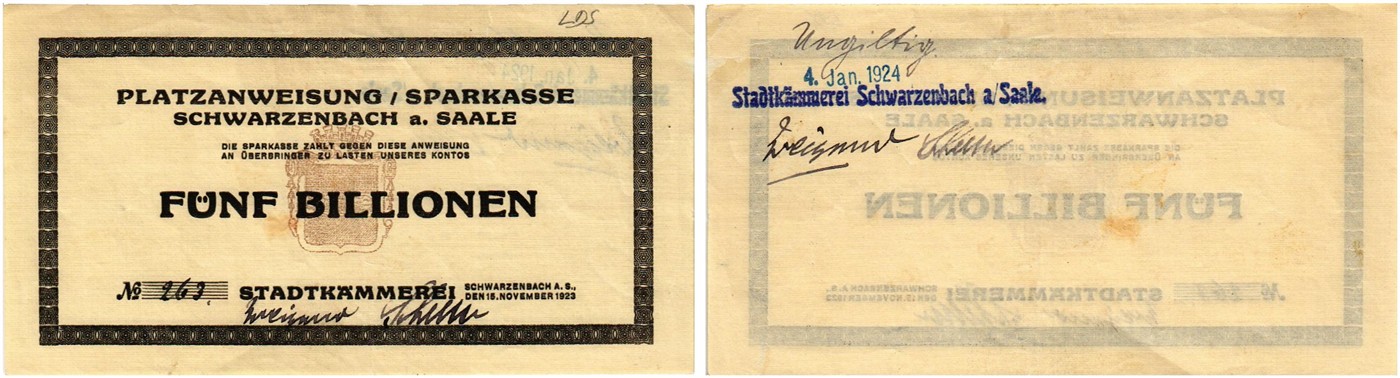 LDS
PLATZANWEISUNG / SPARKASSE
SCHWARZENBACH a. SAALE
DIE SPARKASSE ZAHLT GEGEN DIESE ANWEISUNG
AN ÜBERBRINGER ZU LASTEN UNSERES KONTOS
FÜNF BILLIONEN
№ 263 STADTKÄMMEREI SCHWARZENBACH A. S.,
DEN 15. NOVEMBER 1923
Ungiltig
4. Jan. 1924
Stadtkämmerei Schwarzenbach a/Saale.